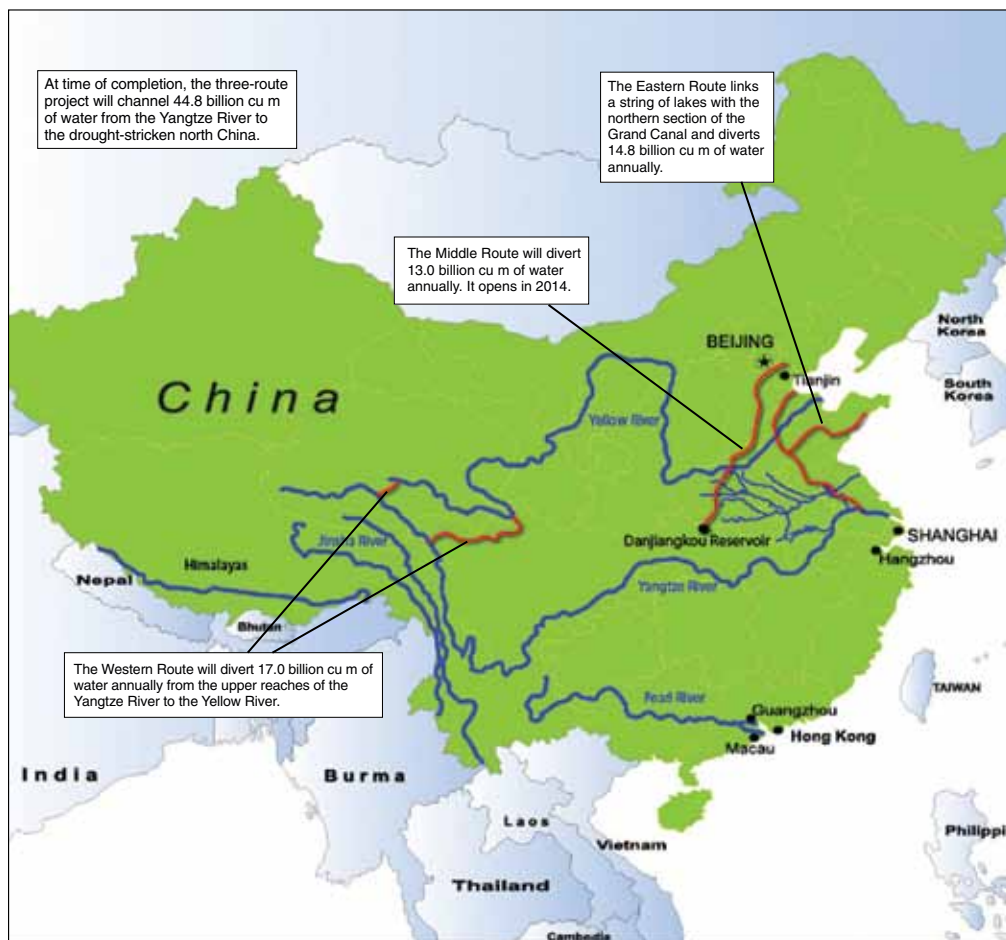 At time of completion, the three-route
project will channel 44.8 billion cu m
of water from the Yangtze River to
the drought-stricken north China.
The Eastern Route links
a string of lakes with the
northern section of the
Grand Canal and diverts
14.8 billion cu m of water
annually.
The Middle Route will divert
13.0 billion cu m of water
annually. It opens in 2014.
North
Korea
BEIJING
Tianjin
South
Korea
China
Yellow River
Jinsha River
Danjiangkou Reservoir
SHANGHAI
Hangzhou
Himalayas
Nepal
Yangtze River
Bhutan
The Western Route will divert 17.0 billion cu m of
water annually from the upper reaches of the
Yangtze River to the Yellow River.
TAIWAN
Pearl River
Guangzhou
Hong Kong
Macau
India
Burma
Laos
Vietnam
Philippi
Thailand
Cambodia